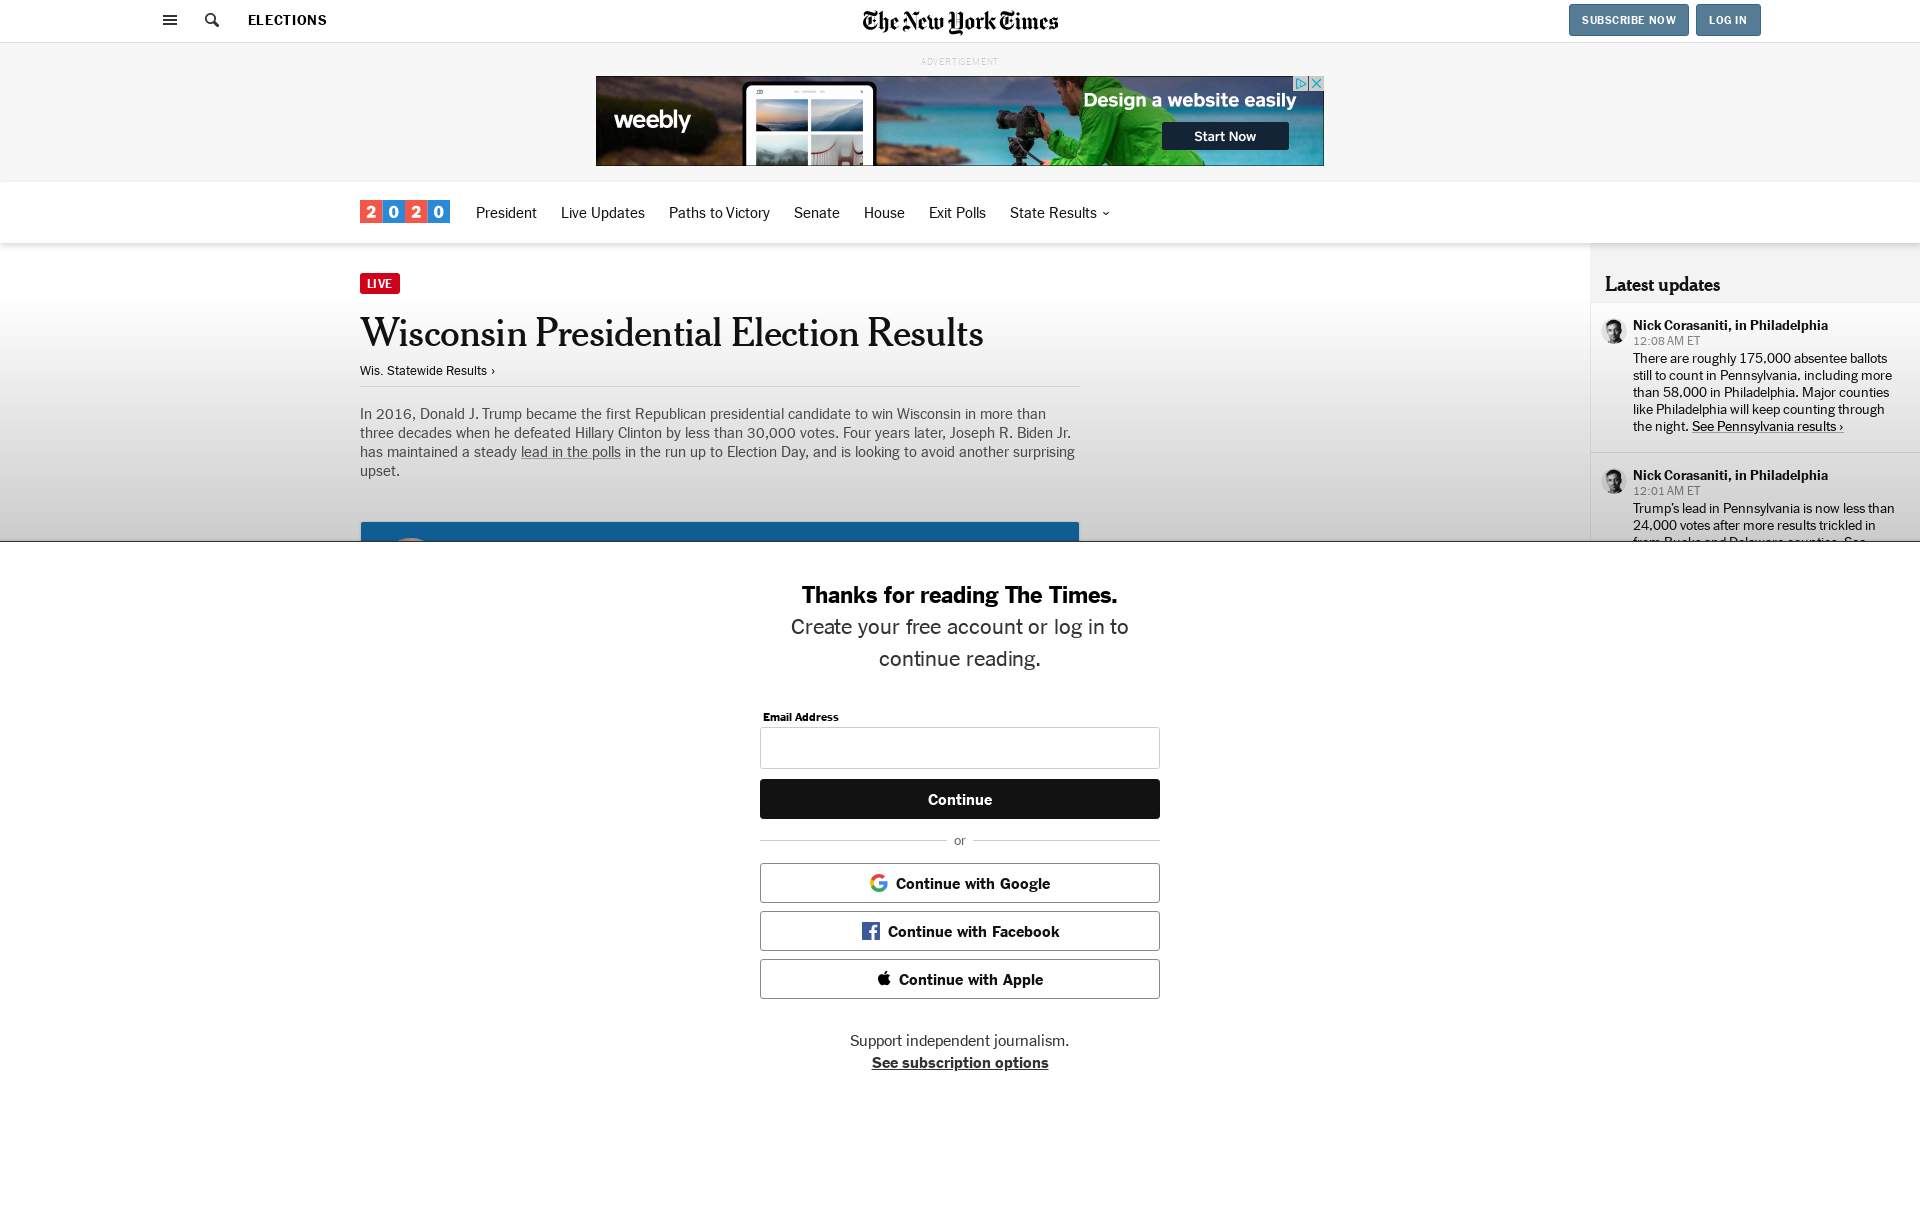 ELECTIONS
The New York Times
SUBSCRIBE NOW
LOG IN
ADVERTISEMENT
weebly
Design a website easily
Start Now
2020
President
Live Updates
Paths to Victory
Senate
House
Exit Polls
State Results
LIVE
Wisconsin Presidential Election Results
Wis. Statewide Results ›
In 2016, Donald J. Trump became the first Republican presidential candidate to win Wisconsin in more than
three decades when he defeated Hillary Clinton by less than 30,000 votes. Four years later, Joseph R. Biden Jr.
has maintained a steady lead in the polls in the run up to Election Day, and is looking to avoid another surprising
upset.
Latest updates
Nick Corasaniti, in Philadelphia
12:08 AM ET
There are roughly 175,000 absentee ballots
still to count in Pennsylvania, including more
than 58,000 in Philadelphia. Major counties
like Philadelphia will keep counting through
the night. See Pennsylvania results ›
Nick Corasaniti, in Philadelphia
12:01 AM ET
Trump's lead in Pennsylvania is now less than
24,000 votes after more results trickled in
from Bucks and Delaware counties. See
Thanks for reading The Times.
Create your free account or log in to
continue reading.
Email Address
Continue
or
Continue with Google
Continue with Facebook
Continue with Apple
Support independent journalism.
See subscription options